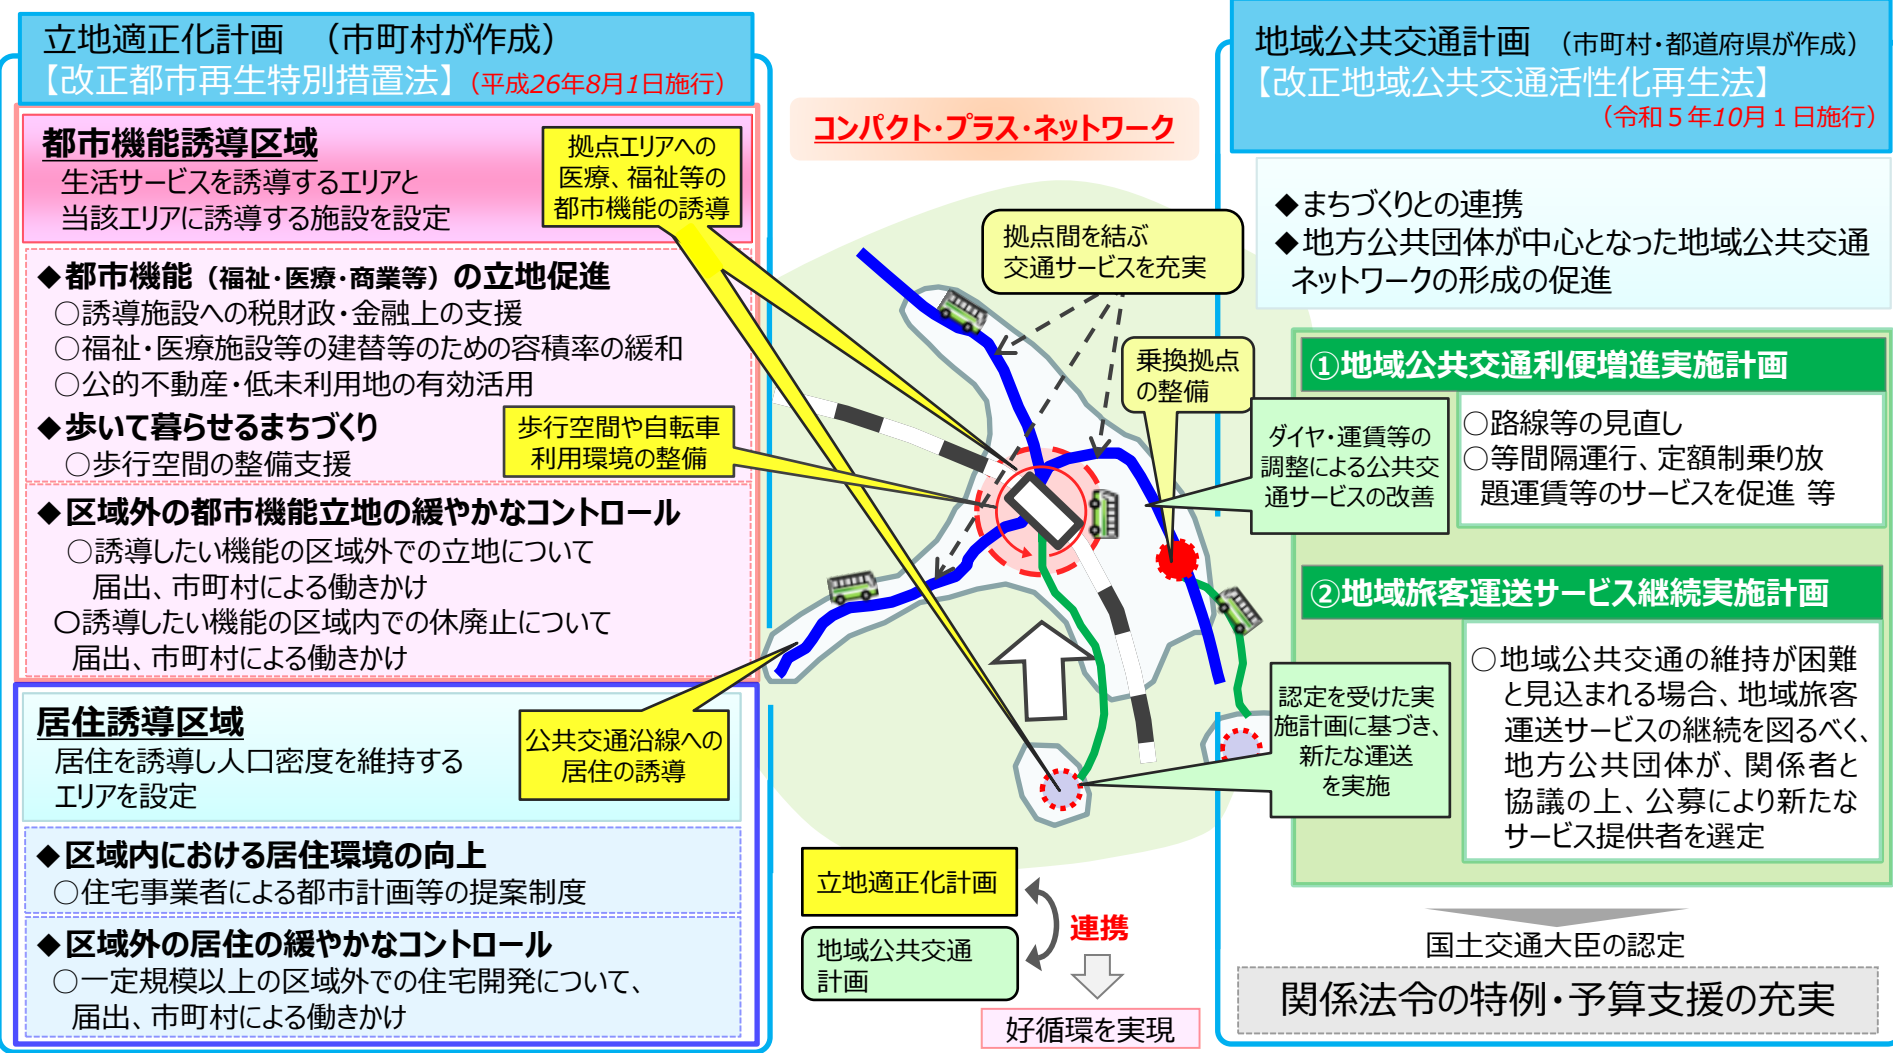 立地適正化計画　（市町村が作成）
【改正都市再生特別措置法】（平成26年8月1日施行）
都市機能誘導区域
生活サービスを誘導するエリアと
当該エリアに誘導する施設を設定
拠点エリアへの
医療、福祉等の
都市機能の誘導
◆都市機能（福祉・医療・商業等）の立地促進
○誘導施設への税財政・金融上の支援
○福祉・医療施設等の建替等のための容積率の緩和
○公的不動産・低未利用地の有効活用
◆歩いて暮らせるまちづくり
○歩行空間の整備支援
歩行空間や自転車
利用環境の整備
◆区域外の都市機能立地の緩やかなコントロール
○誘導したい機能の区域外での立地について
届出、市町村による働きかけ
○誘導したい機能の区域内での休廃止について
届出、市町村による働きかけ
居住誘導区域
居住を誘導し人口密度を維持する
エリアを設定
公共交通沿線への
居住の誘導
◆区域内における居住環境の向上
○住宅事業者による都市計画等の提案制度
◆区域外の居住の緩やかなコントロール
○一定規模以上の区域外での住宅開発について、
届出、市町村による働きかけ
コンパクト・プラス・ネットワーク
拠点間を結ぶ
交通サービスを充実
乗換拠点
の整備
ダイヤ・運賃等の
調整による公共交
通サービスの改善
認定を受けた実
施計画に基づき、
新たな運送
を実施
立地適正化計画
地域公共交通
計画
連携
好循環を実現
地域公共交通計画　（市町村・都道府県が作成）
【改正地域公共交通活性化再生法】
（令和５年10月１日施行）
◆まちづくりとの連携
◆地方公共団体が中心となった地域公共交通
ネットワークの形成の促進
①地域公共交通利便増進実施計画
○路線等の見直し
○等間隔運行、定額制乗り放
題運賃等のサービスを促進 等
②地域旅客運送サービス継続実施計画
○地域公共交通の維持が困難
と見込まれる場合、地域旅客
運送サービスの継続を図るべく、
地方公共団体が、関係者と
協議の上、公募により新たな
サービス提供者を選定
国土交通大臣の認定
関係法令の特例・予算支援の充実